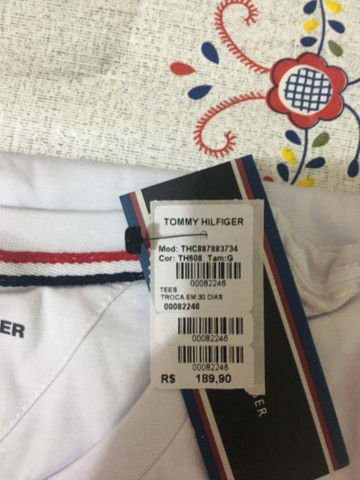 TOMMY HILFIGER
Mod: THC887883734
Cor: TH608 Tam:G
00082246
TEES
TROCA EM 30 DIAS
00082246
00082246
00082246
R$ 189,90
ER
GER